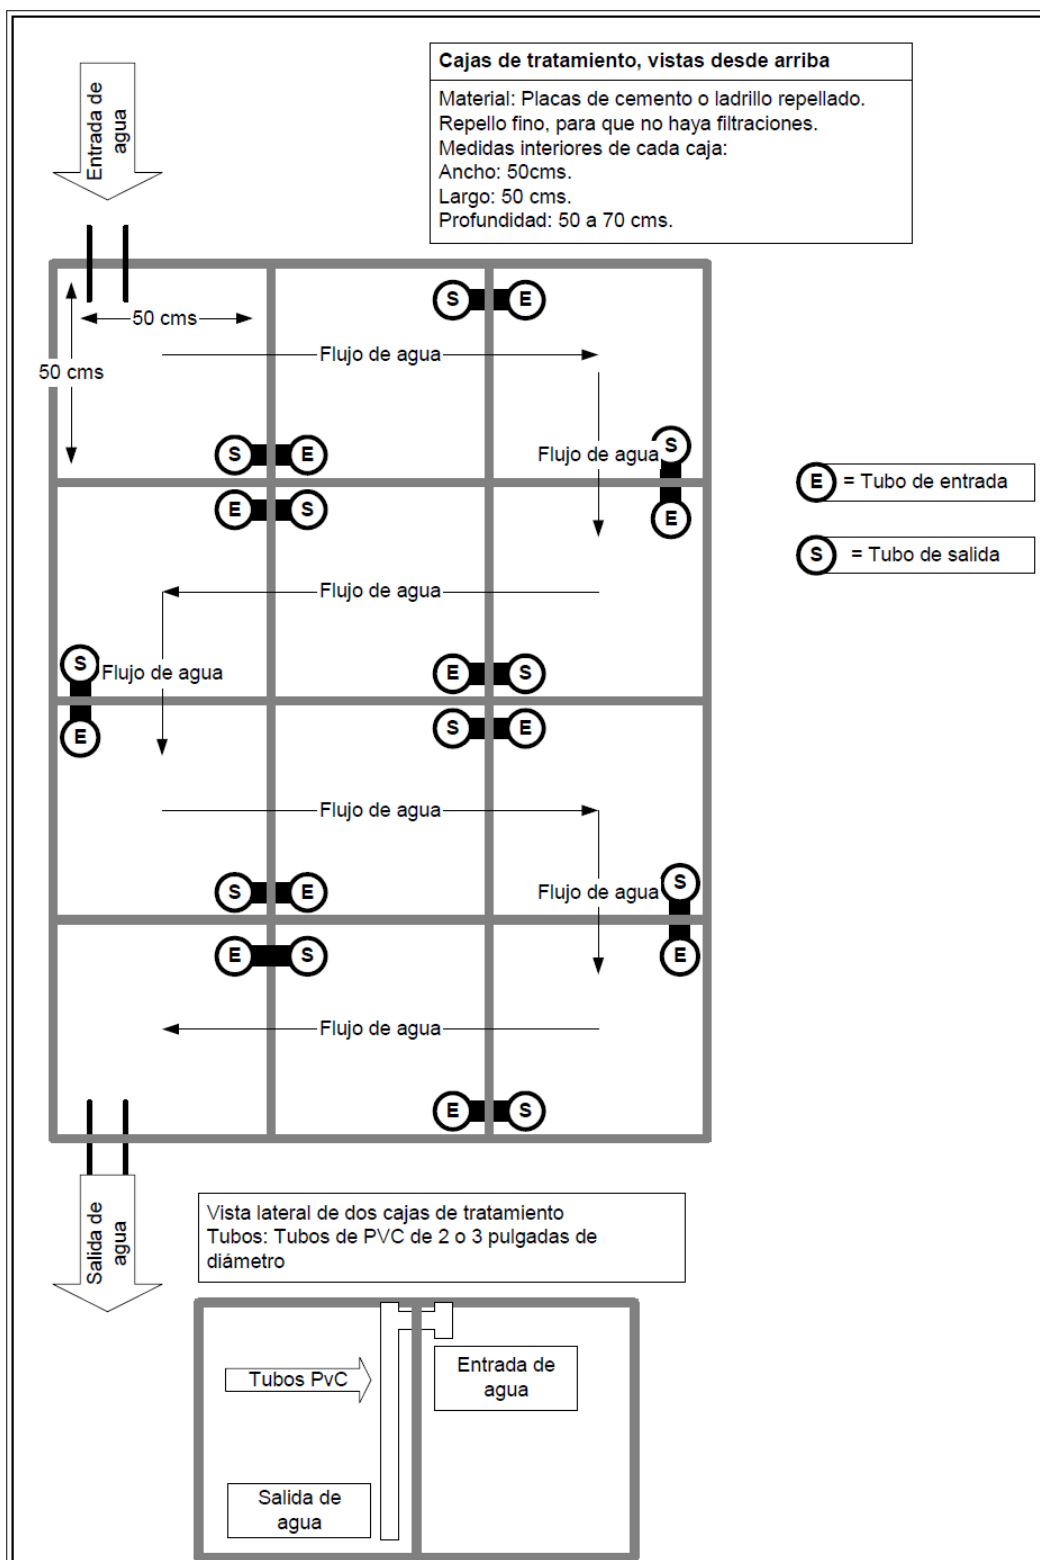 Cajas de tratamiento, vistas desde arriba
Material: Placas de cemento o ladrillo repellado.
Repello fino, para que no haya filtraciones.
Medidas interiores de cada caja:
Ancho: 50cms.
Largo: 50 cms.
Profundidad: 50 a 70 cms.
Entrada de
agua
S E
50 cms
Flujo de agua
50 cms
Flujo de agua
S
S E
E = Tubo de entrada
E S
E
S = Tubo de salida
Flujo de agua
S
Flujo de agua
E S
S E
E
Flujo de agua
S E
Flujo de agua
S
E S
E
Flujo de agua
E S
Salida de
agua
Vista lateral de dos cajas de tratamiento
Tubos: Tubos de PVC de 2 o 3 pulgadas de
diámetro
Tubos PvC
Entrada de
agua
Salida de
agua